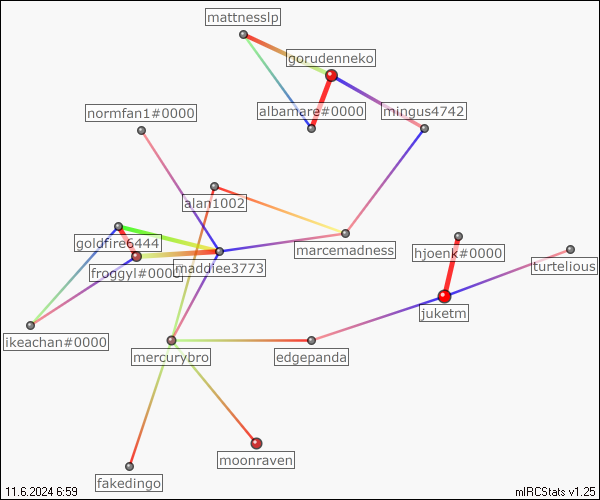 mattnesslp
gorudenneko
normfan1#0000
albamare#0000
mingus4742
alan1002
goldfire6444
marcemadness
hjoenk#0000
froggyl#0000
maddlee3773
turtelious
juketm
ikeachan#0000
mercurybro
edgepanda
moonraven
fakedingo
11.6.2024 6:59
mIRCStats v1.25